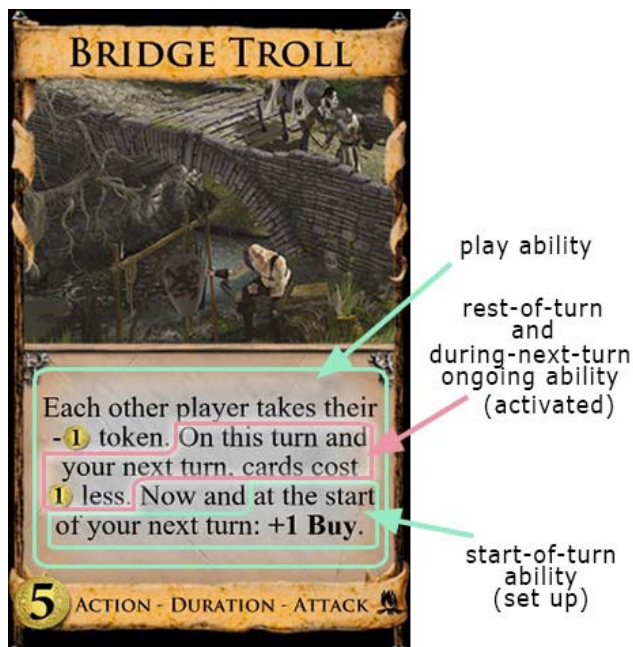 BRIDGE TROLL
play ability
rest-of-turn
and
during-next-turn
ongoing ability
(activated)
Each other player takes their
-1 token. On this turn and
your next turn, cards cost
1 less. Now and at the start
of your next turn: +1 Buy.
start-of-turn
ability
(set up)
5 ACTION - DURATION - ATTACK